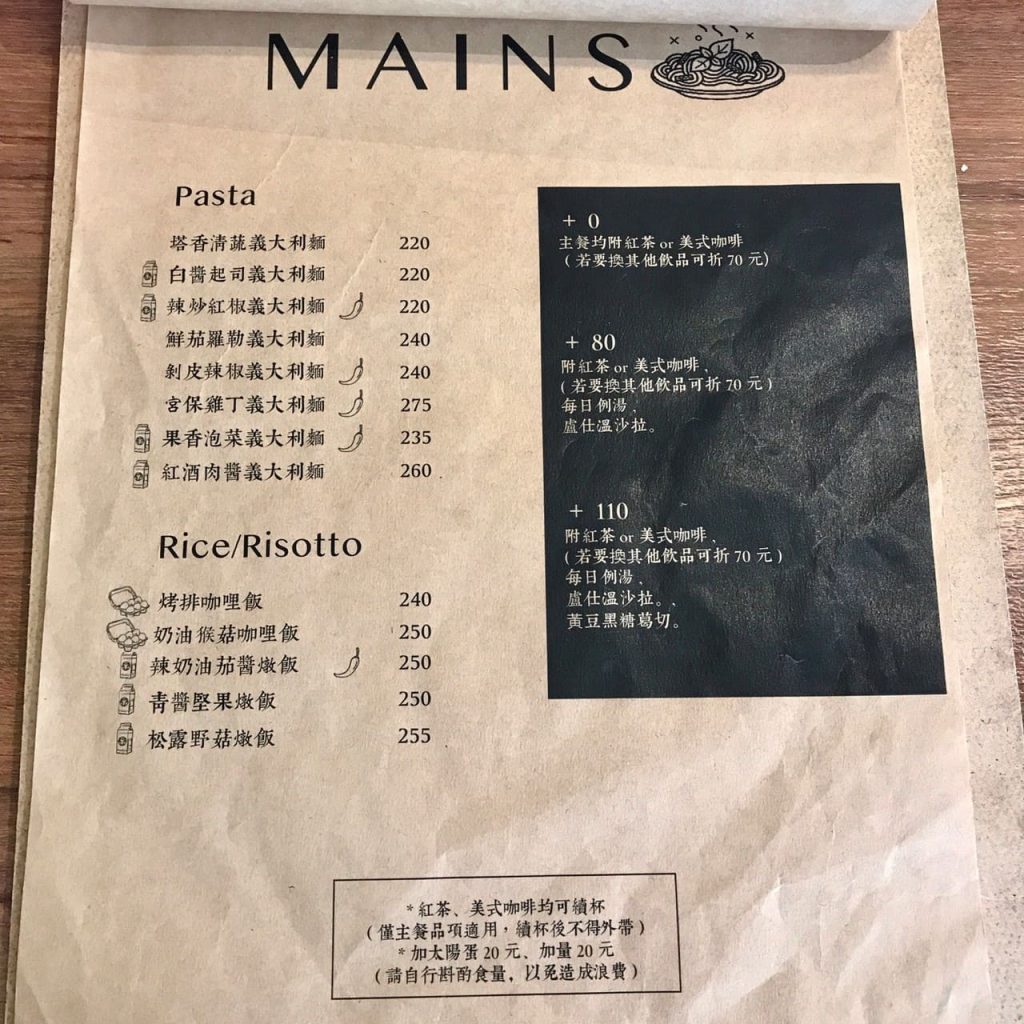 MAINS
Pasta
塔香清蔬義大利麵 220
白醬起司義大利麵 220
辣炒紅椒義大利麵 220
鮮茄羅勒義大利麵 240
剝皮辣椒義大利麵 240
宮保雞丁義大利麵 275
果香泡菜義大利麵 235
紅酒肉醬義大利麵 260
Rice/Risotto
烤排咖哩飯 240
奶油猴菇咖哩飯 250
辣奶油茄醬燉飯 250
青醬堅果燉飯 250
松露野菇燉飯 255
+ 0
主餐均附紅茶 or 美式咖啡
(若要換其他飲品可折 70 元)
+ 80
附紅茶 or 美式咖啡、
(若要換其他飲品可折 70 元)
每日例湯、
盧仕溫沙拉。
+ 110
附紅茶 or 美式咖啡、
(若要換其他飲品可折 70 元)
每日例湯、
盧仕溫沙拉。、
黃豆黑糖葛切。
*紅茶、美式咖啡均可續杯
(僅主餐品項適用，續杯後不得外帶)
*加太陽蛋 20 元、加量 20 元
(請自行斟酌食量，以免造成浪費)